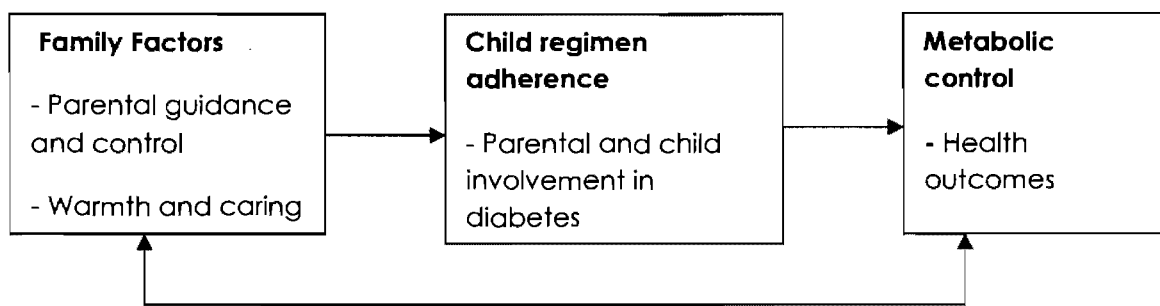 Family Factors
- Parental guidance
and control
- Warmth and caring
Child regimen
adherence
- Parental and child
involvement in
diabetes
Metabolic
control
- Health
outcomes